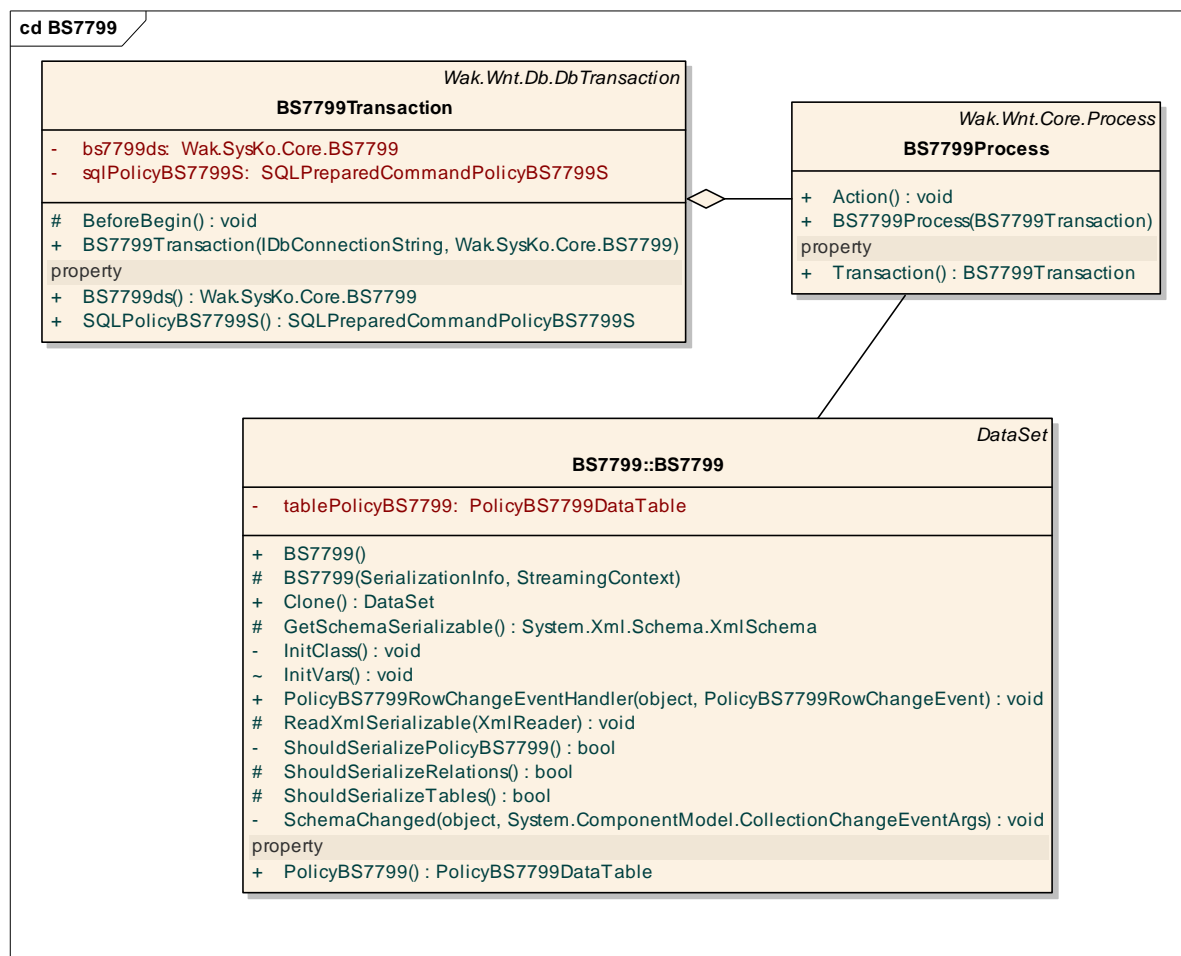 cd BS7799
Wak.Wnt.Db.DbTransaction
BS7799Transaction
- bs7799ds: Wak.SysKo.Core.BS7799
- sqlPolicyBS7799S: SQLPreparedCommandPolicyBS7799S
# BeforeBegin() : void
+ BS7799Transaction(IDbConnectionString, Wak.SysKo.Core.BS7799)
property
+ BS7799ds() : Wak.SysKo.Core.BS7799
+ SQLPolicyBS7799S() : SQLPreparedCommandPolicyBS7799S
Wak.Wnt.Core.Process
BS7799Process
+ Action() : void
+ BS7799Process(BS7799Transaction)
property
+ Transaction() : BS7799Transaction
DataSet
BS7799::BS7799
- tablePolicyBS7799: PolicyBS7799DataTable
+ BS7799()
# BS7799(SerializationInfo, StreamingContext)
+ Clone() : DataSet
# GetSchemaSerializable() : System.Xml.Schema.XmlSchema
- InitClass() : void
~ InitVars() : void
+ PolicyBS7799RowChangeEventHandler(object, PolicyBS7799RowChangeEvent) : void
# ReadXmlSerializable(XmlReader) : void
- ShouldSerializePolicyBS7799() : bool
# ShouldSerializeRelations() : bool
# ShouldSerializeTables() : bool
- SchemaChanged(object, System.ComponentModel.CollectionChangeEventArgs) : void
property
+ PolicyBS7799() : PolicyBS7799DataTable